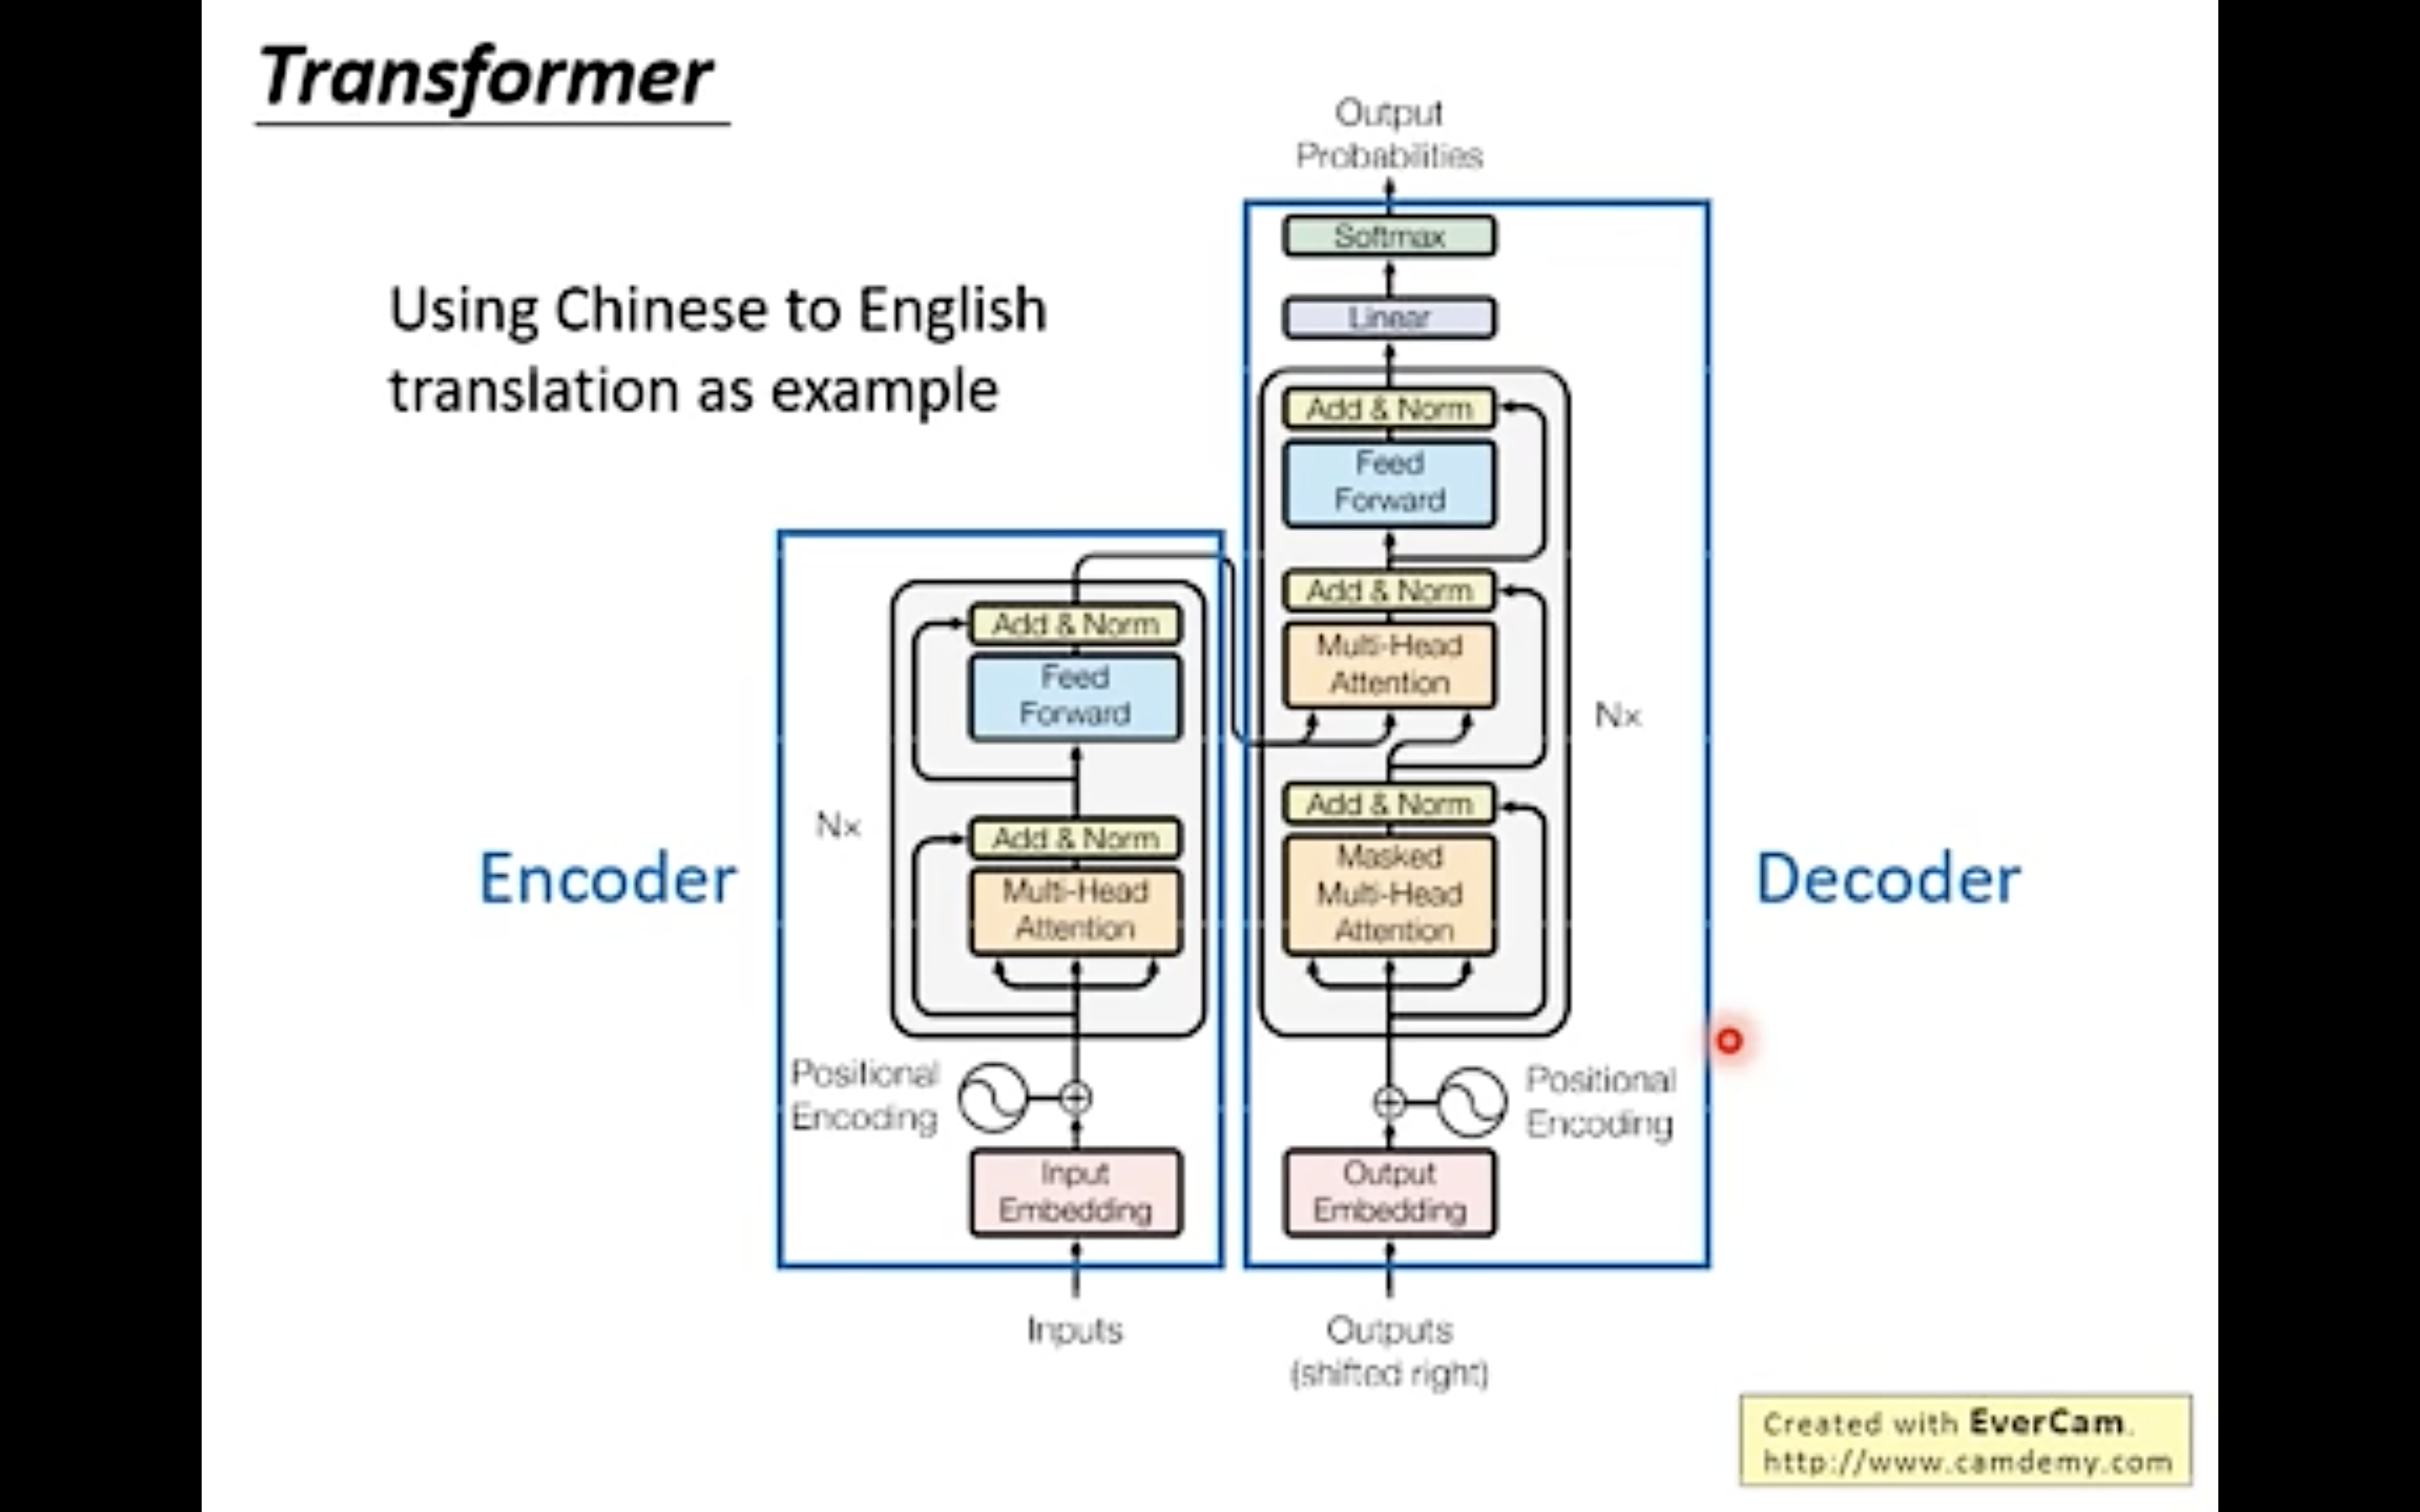 Transformer
Using Chinese to English
translation as example
Output
Probabilities
Softmax
Linear
Add & Norm
Feed
Forward
Add & Norm
Multi-Head
Attention
Nx
Add & Norm
Masked
Multi-Head
Attention
Decoder
Positional
Encoding
Output
Embedding
Outputs
(shifted right)
Encoder
Nx
Add & Norm
Feed
Forward
Add & Norm
Multi-Head
Attention
Positional
Encoding
Input
Embedding
Inputs
Created with EverCam.
http://www.camdemy.com